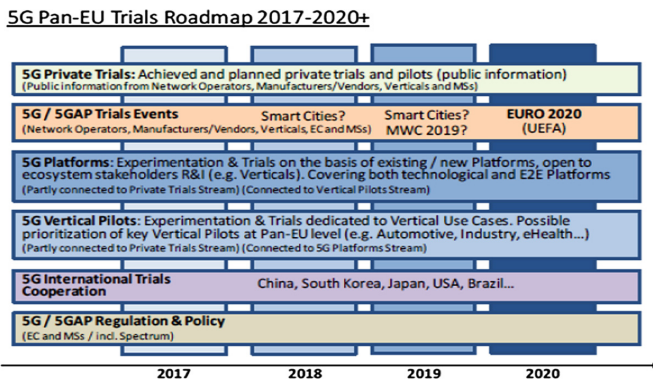 5G Pan-EU Trials Roadmap 2017-2020+
5G Private Trials: Achieved and planned private trials and pilots (public information)
(Public information from Network Operators, Manufacturers/Vendors, Verticals and MSs)
5G / 5GAP Trials Events
(Network Operators, Manufacturers/Vendors, Verticals, EC and MSs)
Smart Cities?
Smart Cities?
MWC 2019?
EURO 2020
(UEFA)
5G Platforms: Experimentation & Trials on the basis of existing / new Platforms, open to
ecosystem stakeholders R&I (e.g. Verticals). Covering both technological and E2E Platforms
(Partly connected to Private Trials Stream) (Connected to Vertical Pilots Stream)
5G Vertical Pilots: Experimentation & Trials dedicated to Vertical Use Cases. Possible
prioritization of key Vertical Pilots at Pan-EU level (e.g. Automotive, Industry, eHealth...)
(Partly connected to Private Trials Stream) (Connected to 5G Platforms Stream)
5G International Trials
Cooperation
China, South Korea, Japan, USA, Brazil...
5G / 5GAP Regulation & Policy
(EC and MSs / incl. Spectrum)
2017
2018
2019
2020